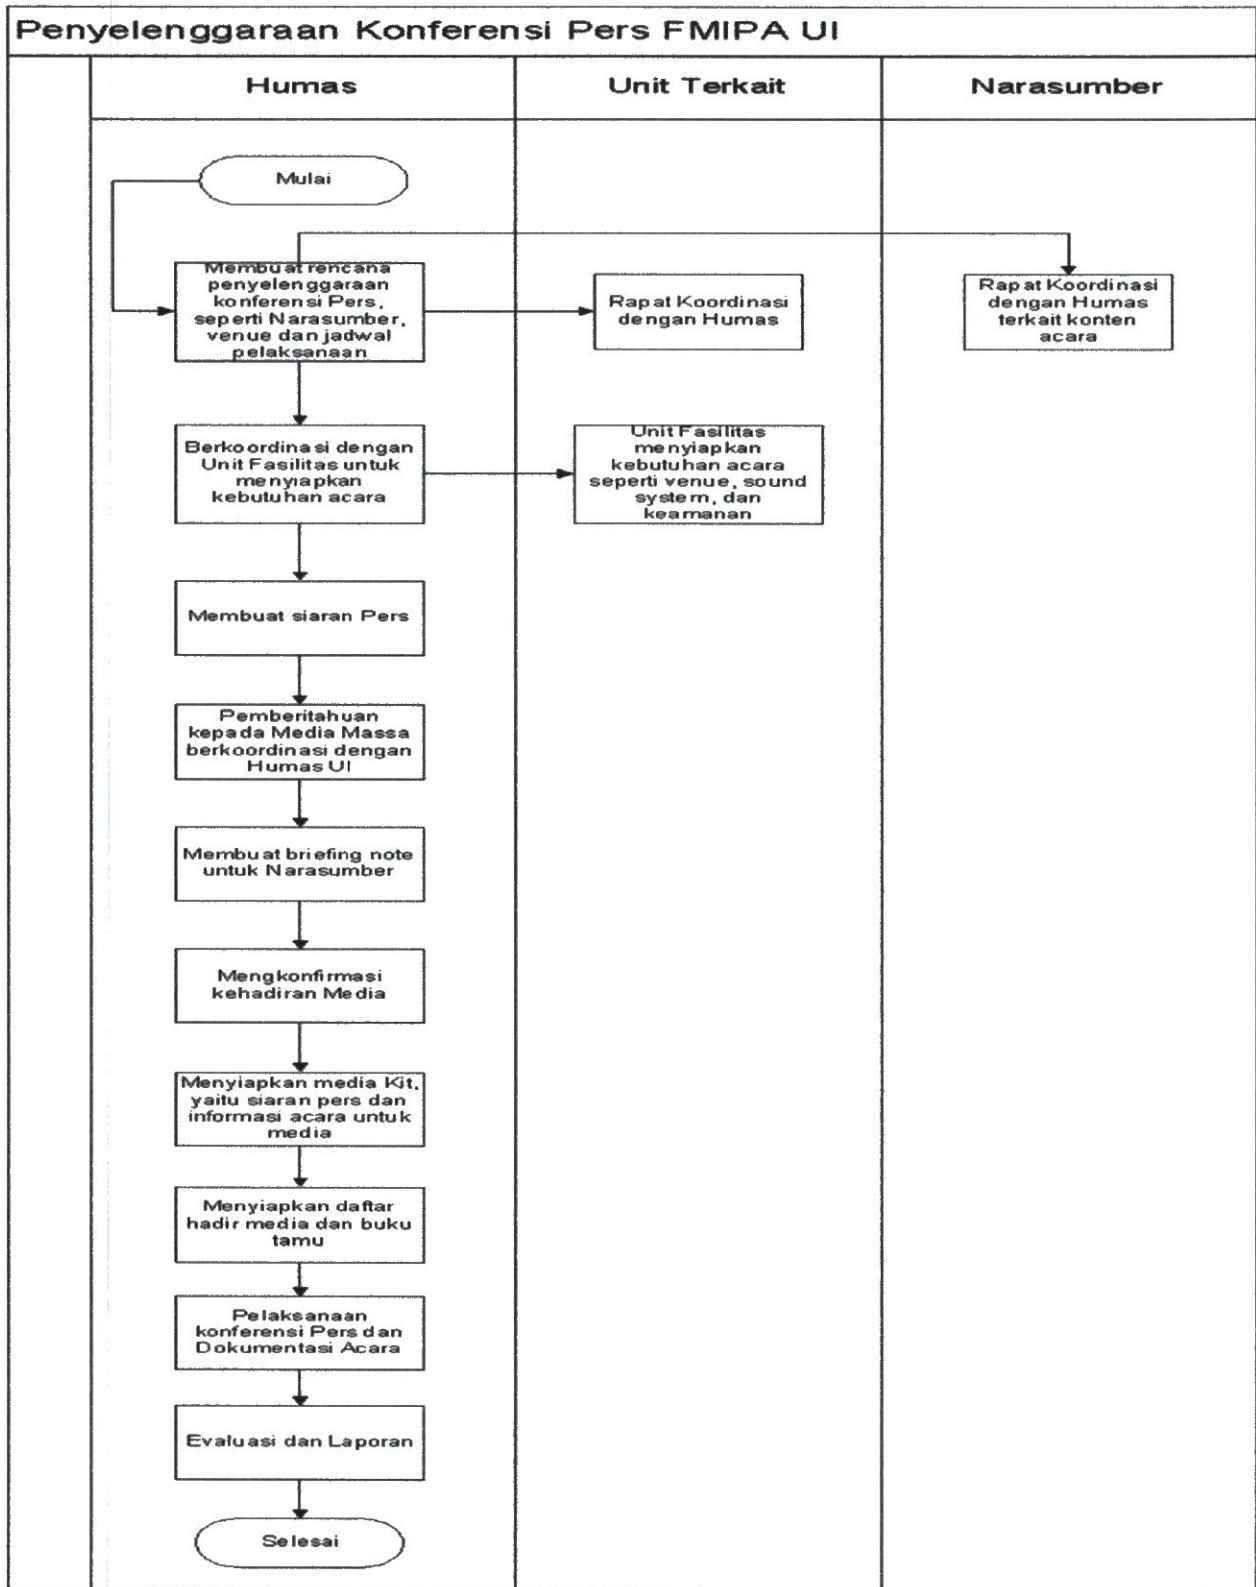 Penyelenggaraan Konferensi Pers FMIPA UI
Humas
Unit Terkait
Narasumber
Mulai
Membuat rencana
penyelenggaraan
konferensi Pers,
seperti Narasumber,
venue dan jadwal
pelaksanaan
Rapat Koordinasi
dengan Humas
Rapat Koordinasi
dengan Humas
terkait konten
acara
Berkoordinasi dengan
Unit Fasilitas untuk
menyiapkan
kebutuhan acara
Unit Fasilitas
menyiapkan
kebutuhan acara
seperti venue, sound
system, dan
keamanan
Membuat siaran Pers
Pemberitahuan
kepada Media Massa
berkoordinasi dengan
Humas UI
Membuat briefing note
untuk Narasumber
Mengkonfirmasi
kehadiran Media
Menyiapkan media Kit,
yaitu siaran pers dan
informasi acara untuk
media
Menyiapkan daftar
hadir media dan buku
tamu
Pelaksanaan
konferensi Pers dan
Dokumentasi Acara
Evaluasi dan Laporan
Selesai